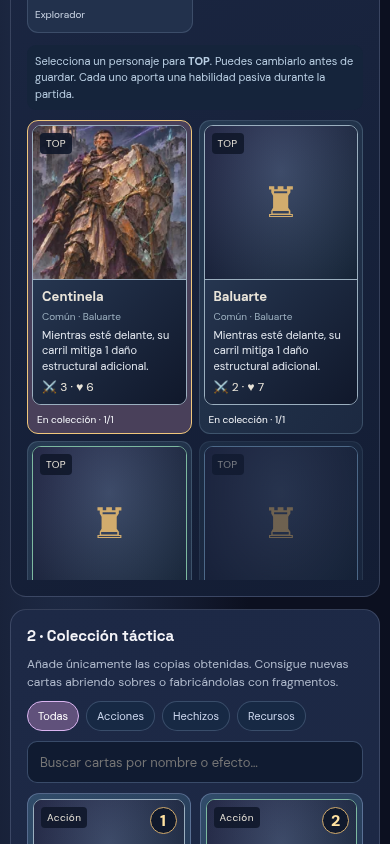 Explorador
Selecciona un personaje para TOP. Puedes cambiarlo antes de
guardar. Cada uno aporta una habilidad pasiva durante la
partida.
TOP
TOP
Centinela
Común · Baluarte
Mientras esté delante, su
carril mitiga 1 daño
estructural adicional.
⚔️ 3 · ♥ 6
En colección · 1/1
Baluarte
Común · Baluarte
Mientras esté delante, su
carril mitiga 1 daño
estructural adicional.
⚔️ 2 · ♥ 7
En colección · 1/1
TOP
TOP
2 · Colección táctica
Añade únicamente las copias obtenidas. Consigue nuevas
cartas abriendo sobres o fabricándolas con fragmentos.
Todas
Acciones
Hechizos
Recursos
Buscar cartas por nombre o efecto...
Acción
1
Acción
2